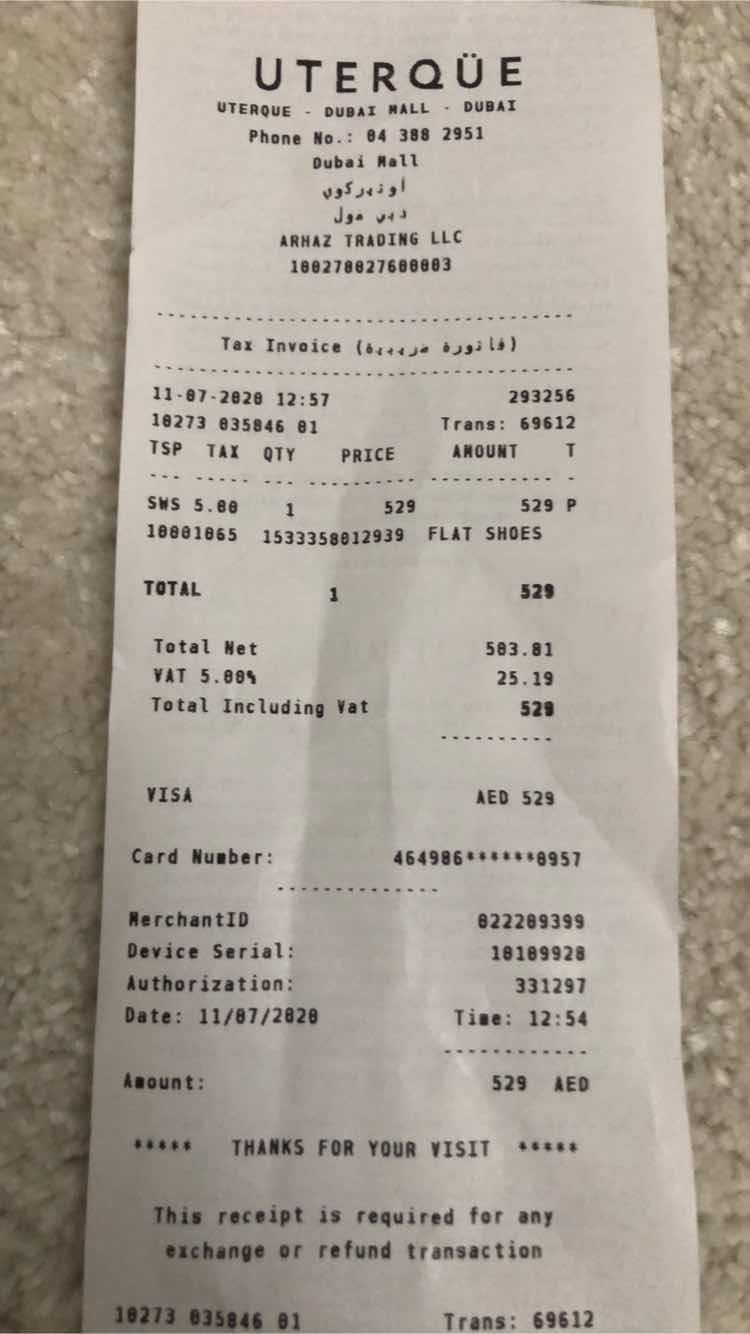 UTERQÜE
UTERQUE - DUBAI MALL - DUBAI
Phone No.: 04 388 2951
Dubai Mall
اوتيركوي
دبي مول
ARHAZ TRADING LLC
100270027600003
Tax Invoice (فاتورة ضريبية)
11-07-2020 12:57 293256
10273 035846 01 Trans: 69612
TSP TAX QTY PRICE AMOUNT T
SWS 5.00 1 529 529 P
10001065 1533358012939 FLAT SHOES
TOTAL 1 529
Total Net 503.81
VAT 5.00% 25.19
Total Including Vat 529
VISA AED 529
Card Number: 464986******0957
MerchantID 022209399
Device Serial: 10109928
Authorization: 331297
Date: 11/07/2020 Time: 12:54
Amount: 529 AED
***** THANKS FOR YOUR VISIT *****
This receipt is required for any
exchange or refund transaction
10273 035846 01 Trans: 69612